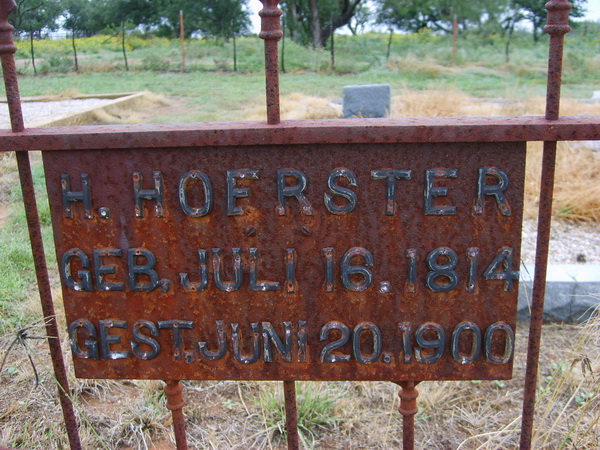 H. HOERSTER
GEB. JULI 16. 1814
GEST. JUNI 20. 1900